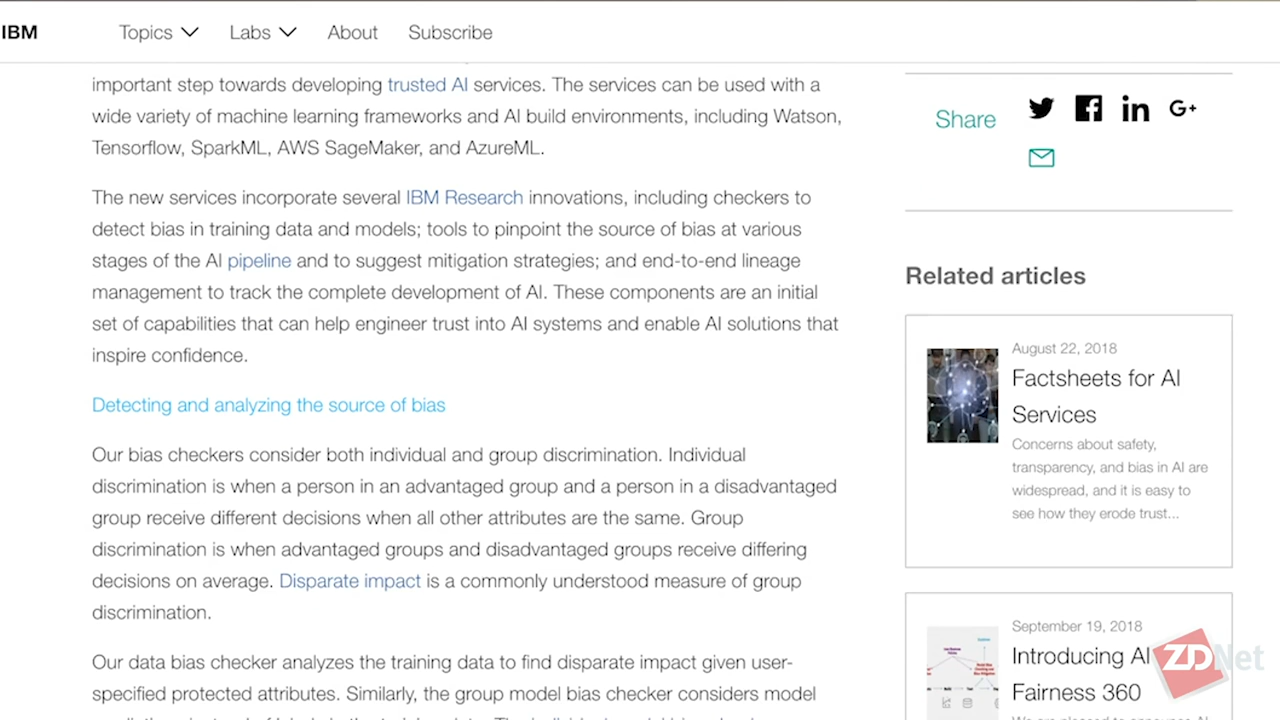 IBM
Topics
Labs
About
Subscribe
important step towards developing trusted AI services. The services can be used with a
wide variety of machine learning frameworks and AI build environments, including Watson,
Tensorflow, SparkML, AWS SageMaker, and AzureML.
The new services incorporate several IBM Research innovations, including checkers to
detect bias in training data and models; tools to pinpoint the source of bias at various
stages of the AI pipeline and to suggest mitigation strategies; and end-to-end lineage
management to track the complete development of AI. These components are an initial
set of capabilities that can help engineer trust into AI systems and enable AI solutions that
inspire confidence.
Detecting and analyzing the source of bias
Our bias checkers consider both individual and group discrimination. Individual
discrimination is when a person in an advantaged group and a person in a disadvantaged
group receive different decisions when all other attributes are the same. Group
discrimination is when advantaged groups and disadvantaged groups receive differing
decisions on average. Disparate impact is a commonly understood measure of group
discrimination.
Our data bias checker analyzes the training data to find disparate impact given user-
specified protected attributes. Similarly, the group model bias checker considers model
Share
G+
Related articles
August 22, 2018
Factsheets for AI
Services
Concerns about safety,
transparency, and bias in AI are
widespread, and it is easy to
see how they erode trust...
September 19, 2018
Introducing AI
Fairness 360
ZDNet